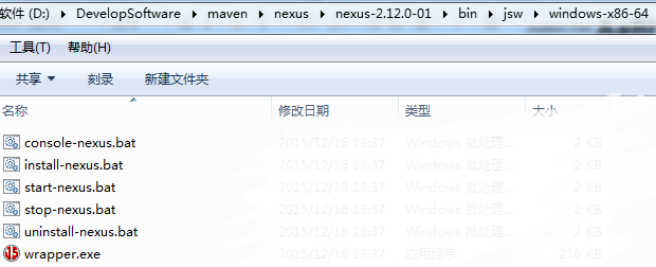 软件 (D:) ▸ DevelopSoftware ▸ maven ▸ nexus ▸ nexus-2.12.0-01 ▸ bin ▸ jsw ▸ windows-x86-64
工具(T) 帮助(H)
共享 ▼ 刻录 新建文件夹
名称 修改日期 类型 大小
console-nexus.bat 2015/12/16 13:37 Windows 批处理... 2 KB
install-nexus.bat 2015/12/16 13:37 Windows 批处理... 2 KB
start-nexus.bat 2015/12/16 13:37 Windows 批处理... 2 KB
stop-nexus.bat 2015/12/16 13:37 Windows 批处理... 2 KB
uninstall-nexus.bat 2015/12/16 13:37 Windows 批处理... 2 KB
wrapper.exe 2015/12/16 13:37 应用程序 216 KB